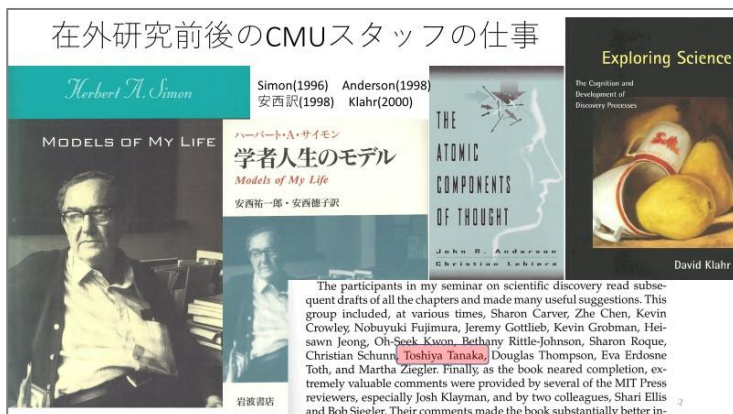 在外研究前後のCMUスタッフの仕事
Herbert A. Simon
MODELS OF MY LIFE
Simon(1996) Anderson(1998)
安西訳(1998) Klahr(2000)
ハーバート・A・サイモン
学者人生のモデル
Models of My Life
安西祐一郎・安西徳子訳
岩波書店
THE
ATOMIC
COMPONENTS
OF THOUGHT
John R. Anderson
Christian Lebiere
Exploring Science
The Cognition and
Development of
Discovery Processes
David Klahr
The participants in my seminar on scientific discovery read subse-
quent drafts of all the chapters and made many useful suggestions. This
group included, at various times, Sharon Carver, Zhe Chen, Kevin
Crowley, Nobuyuki Fujimura, Jeremy Gottlieb, Kevin Grobman, Hei-
sawn Jeong, Oh-Seek Kwon, Bethany Rittle-Johnson, Sharon Roque,
Christian Schunn, Toshiya Tanaka, Douglas Thompson, Eva Erdosne
Toth, and Martha Ziegler. Finally, as the book neared completion, ex-
tremely valuable comments were provided by several of the MIT Press
reviewers, especially Josh Klayman, and by two colleagues, Shari Ellis
and Bob Siegler. Their comments made the book substantially better in-
2